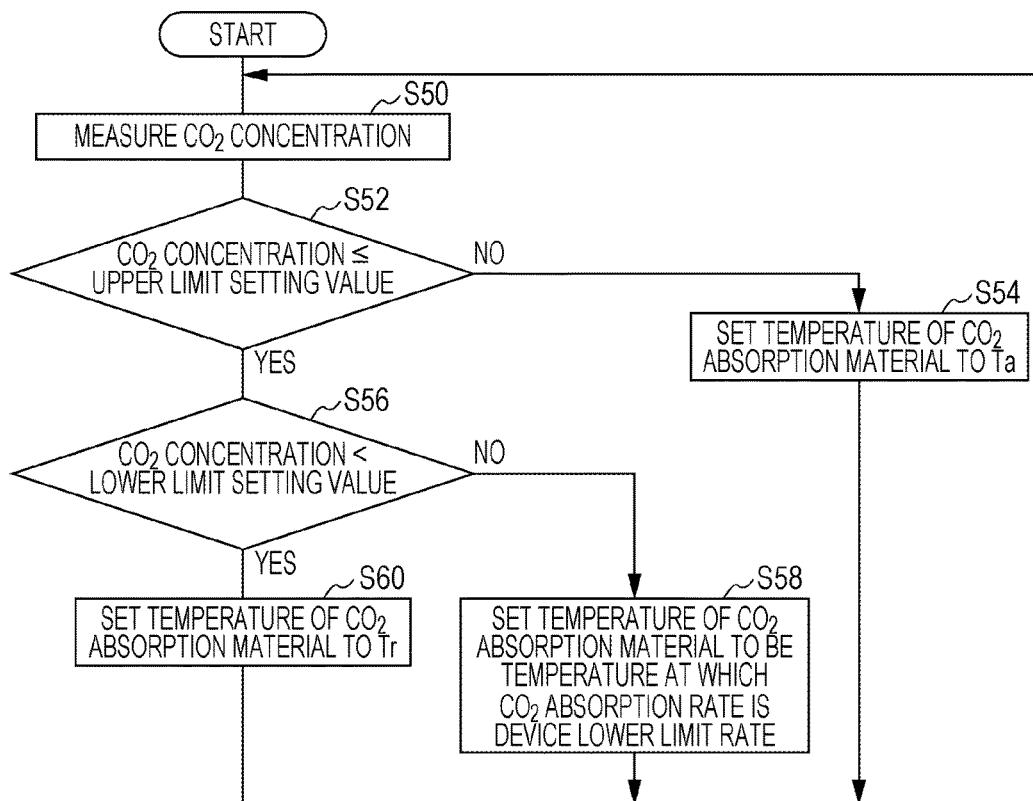 START
S50
MEASURE CO₂ CONCENTRATION
S52
CO₂ CONCENTRATION ≤
UPPER LIMIT SETTING VALUE
NO
S54
SET TEMPERATURE OF CO₂
ABSORPTION MATERIAL TO Ta
YES
S56
CO₂ CONCENTRATION <
LOWER LIMIT SETTING VALUE
NO
YES
S60
SET TEMPERATURE OF CO₂
ABSORPTION MATERIAL TO Tr
S58
SET TEMPERATURE OF CO₂
ABSORPTION MATERIAL TO BE
TEMPERATURE AT WHICH
CO₂ ABSORPTION RATE IS
DEVICE LOWER LIMIT RATE